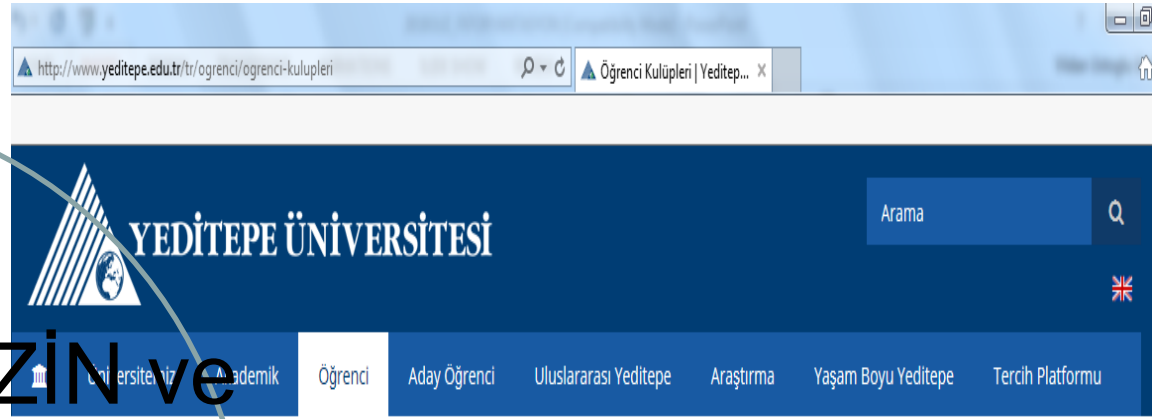 http://www.yeditepe.edu.tr/tr/ogrenci/ogrenci-kulupleri
Öğrenci Kulüpleri | Yeditep...
YEDİTEPE ÜNİVERSİTESİ
Arama
ZİN ve
Üniversitemiz Akademik Öğrenci Aday Öğrenci Uluslararası Yeditepe Araştırma Yaşam Boyu Yeditepe Tercih Platformu